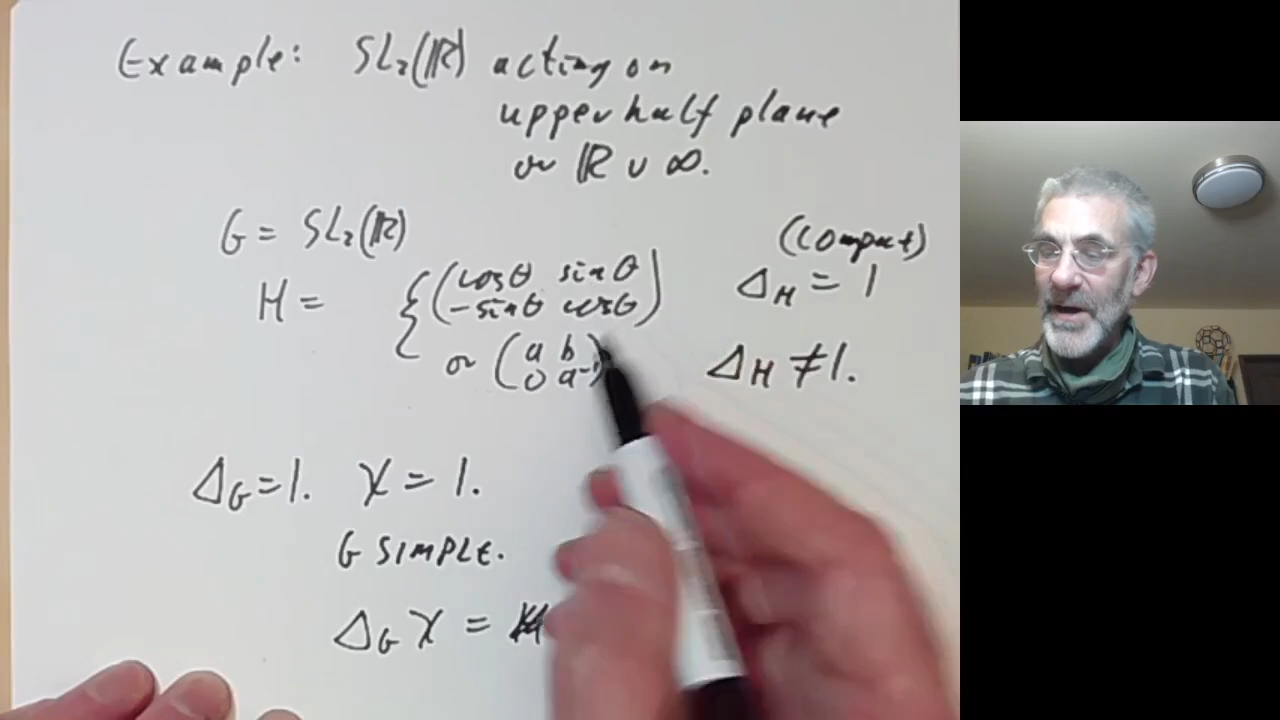 Example: SL₂(ℝ) acting on
upper half plane
or ℝ ∪ ∞.
G = SL₂(ℝ)
(compact)
H = { (cosθ sinθ
-sinθ cosθ) Δ_H = 1
or (a b
0 a⁻¹) Δ_H ≠ 1.
Δ_G = 1. χ = 1.
G SIMPLE.
Δ_G χ =